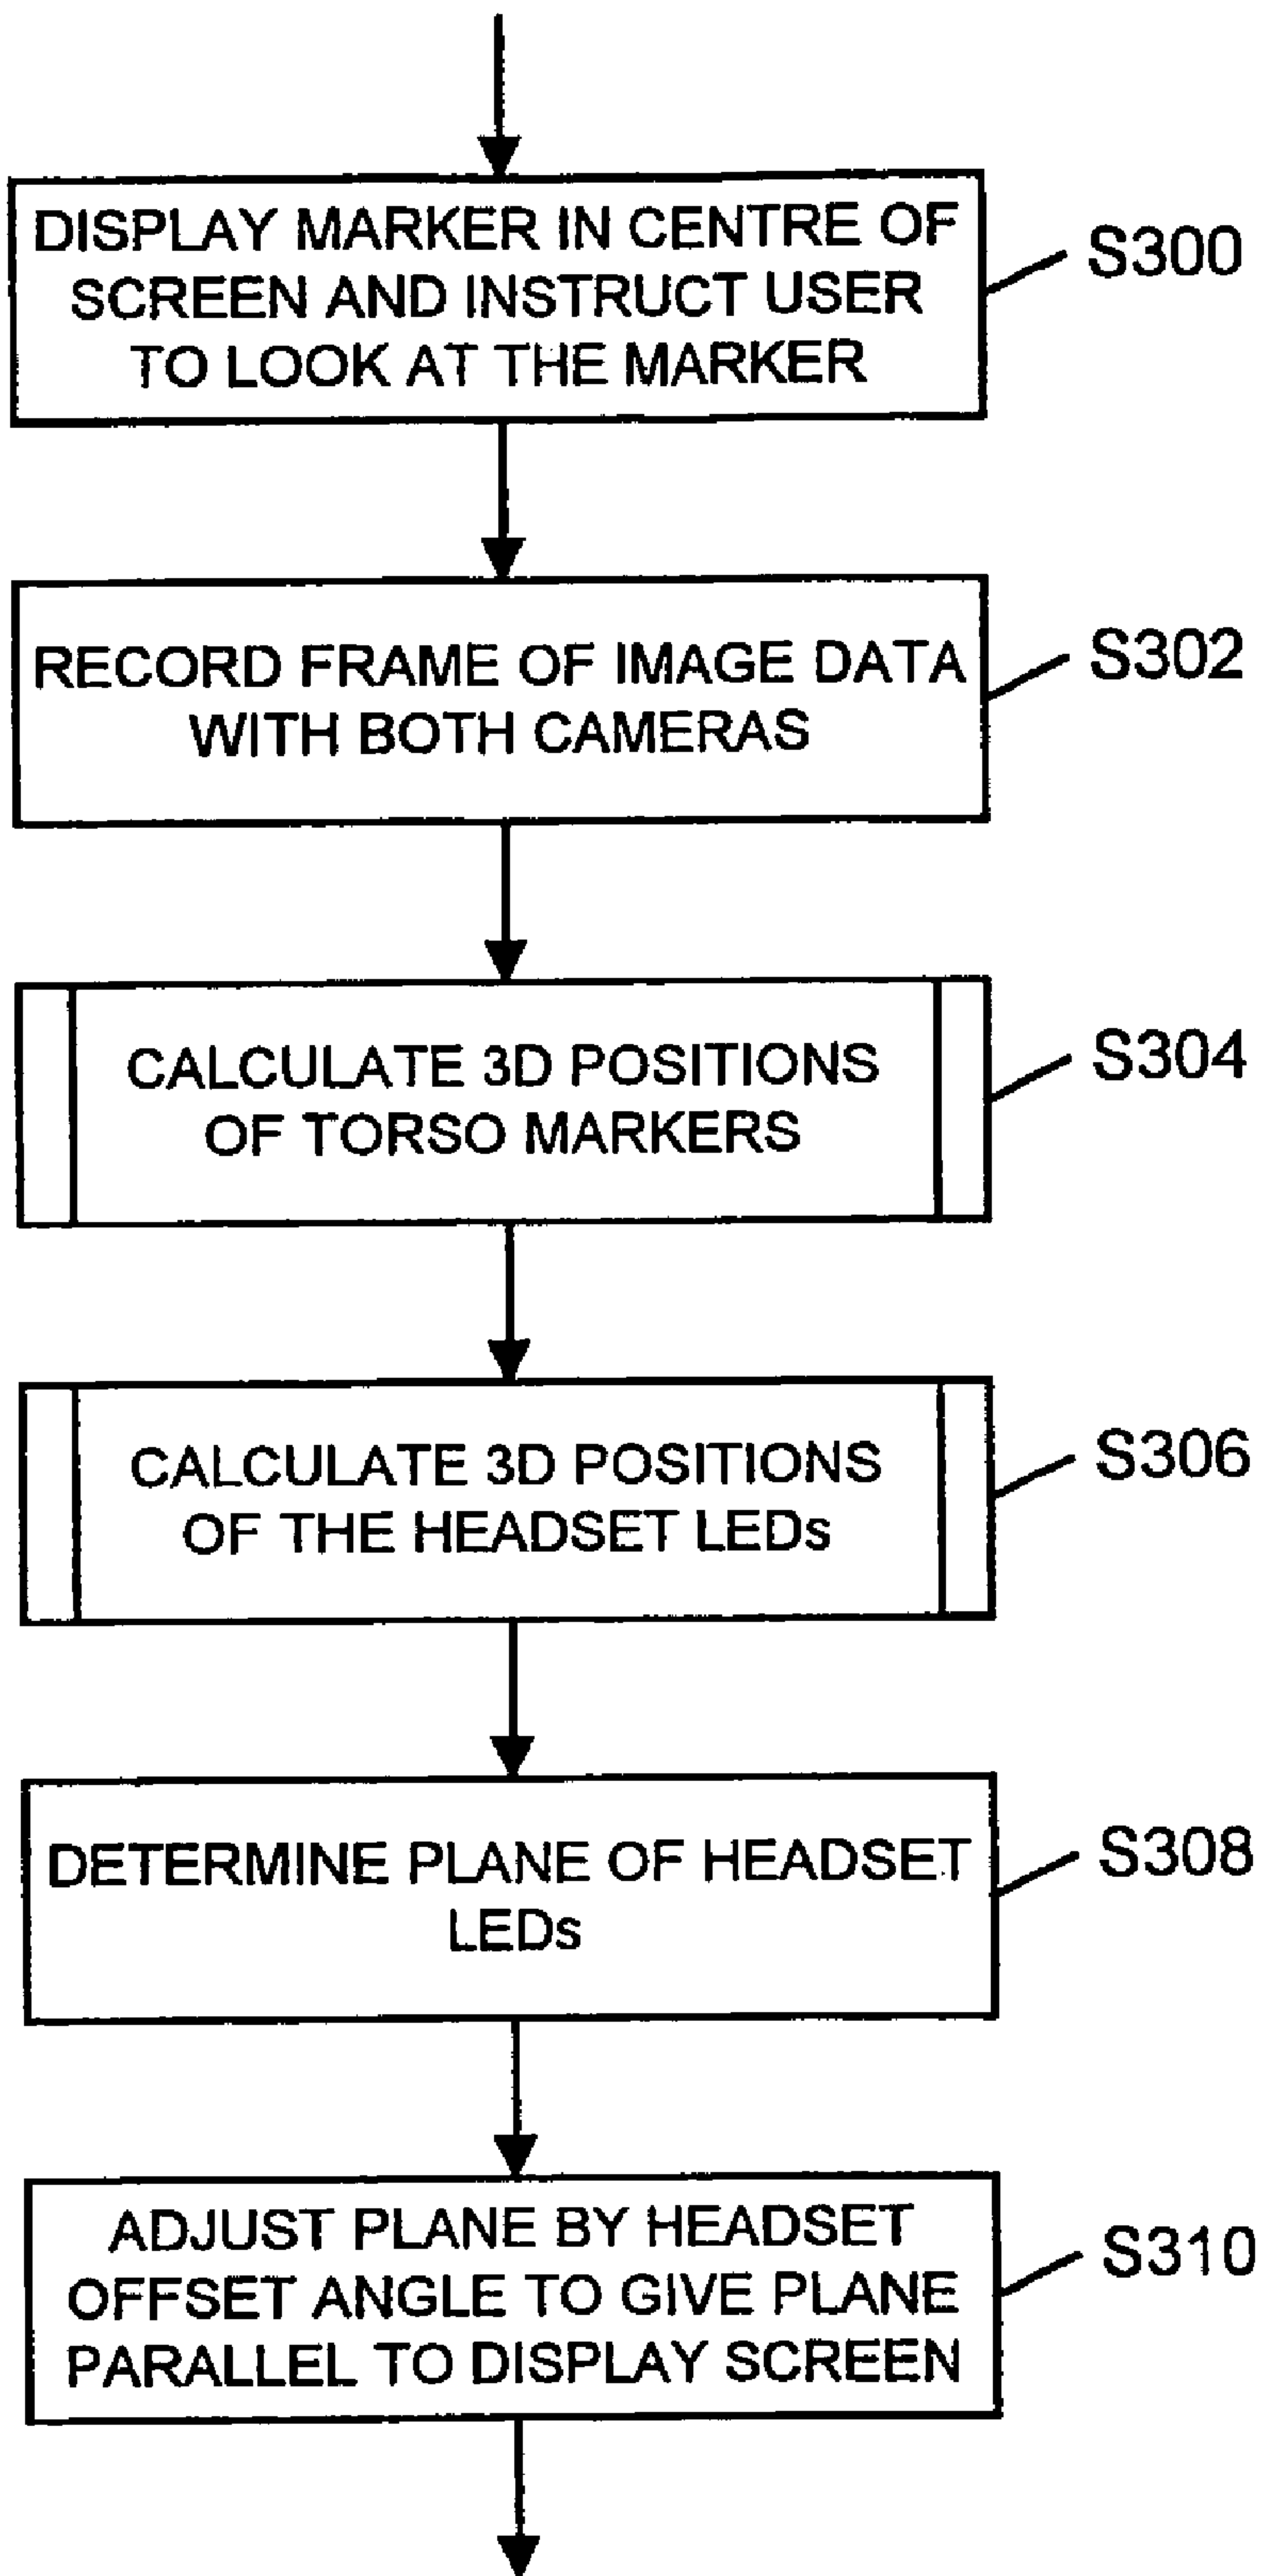 DISPLAY MARKER IN CENTRE OF
SCREEN AND INSTRUCT USER
TO LOOK AT THE MARKER
S300
RECORD FRAME OF IMAGE DATA
WITH BOTH CAMERAS
S302
CALCULATE 3D POSITIONS
OF TORSO MARKERS
S304
CALCULATE 3D POSITIONS
OF THE HEADSET LEDs
S306
DETERMINE PLANE OF HEADSET
LEDs
S308
ADJUST PLANE BY HEADSET
OFFSET ANGLE TO GIVE PLANE
PARALLEL TO DISPLAY SCREEN
S310